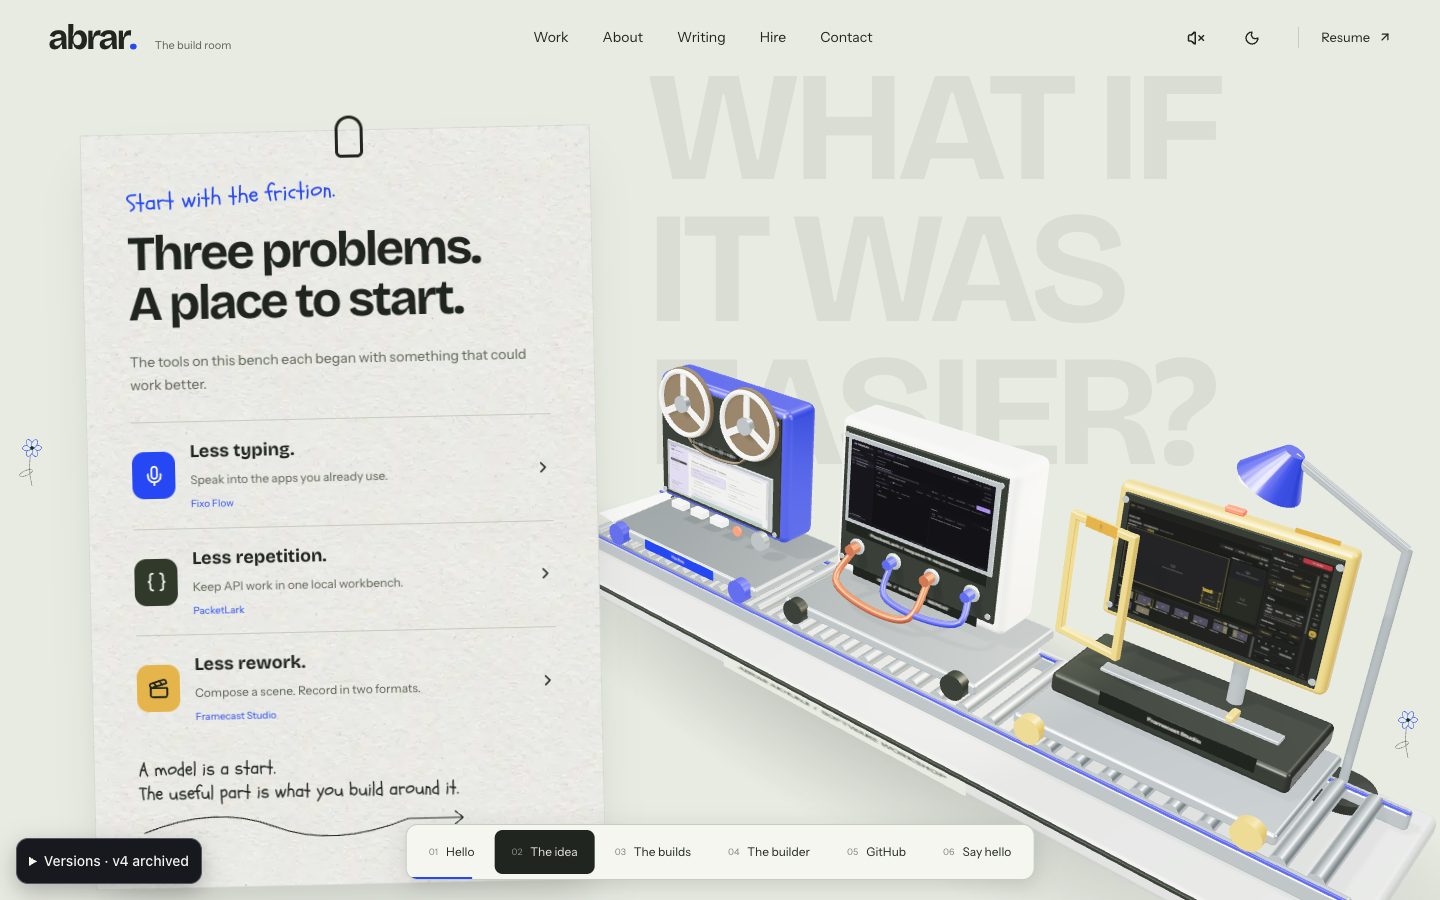 abrar.
The build room
Work
About
Writing
Hire
Contact
Resume
WHAT IF
IT WAS
EASIER?
Start with the friction.
Three problems.
A place to start.
The tools on this bench each began with something that could
work better.
Less typing.
Speak into the apps you already use.
Fixo Flow
Less repetition.
Keep API work in one local workbench.
PacketLark
Less rework.
Compose a scene. Record in two formats.
Framecast Studio
A model is a start.
The useful part is what you build around it.
Framecast Studio
Versions · v4 archived
01 Hello
02 The idea
03 The builds
04 The builder
05 GitHub
06 Say hello